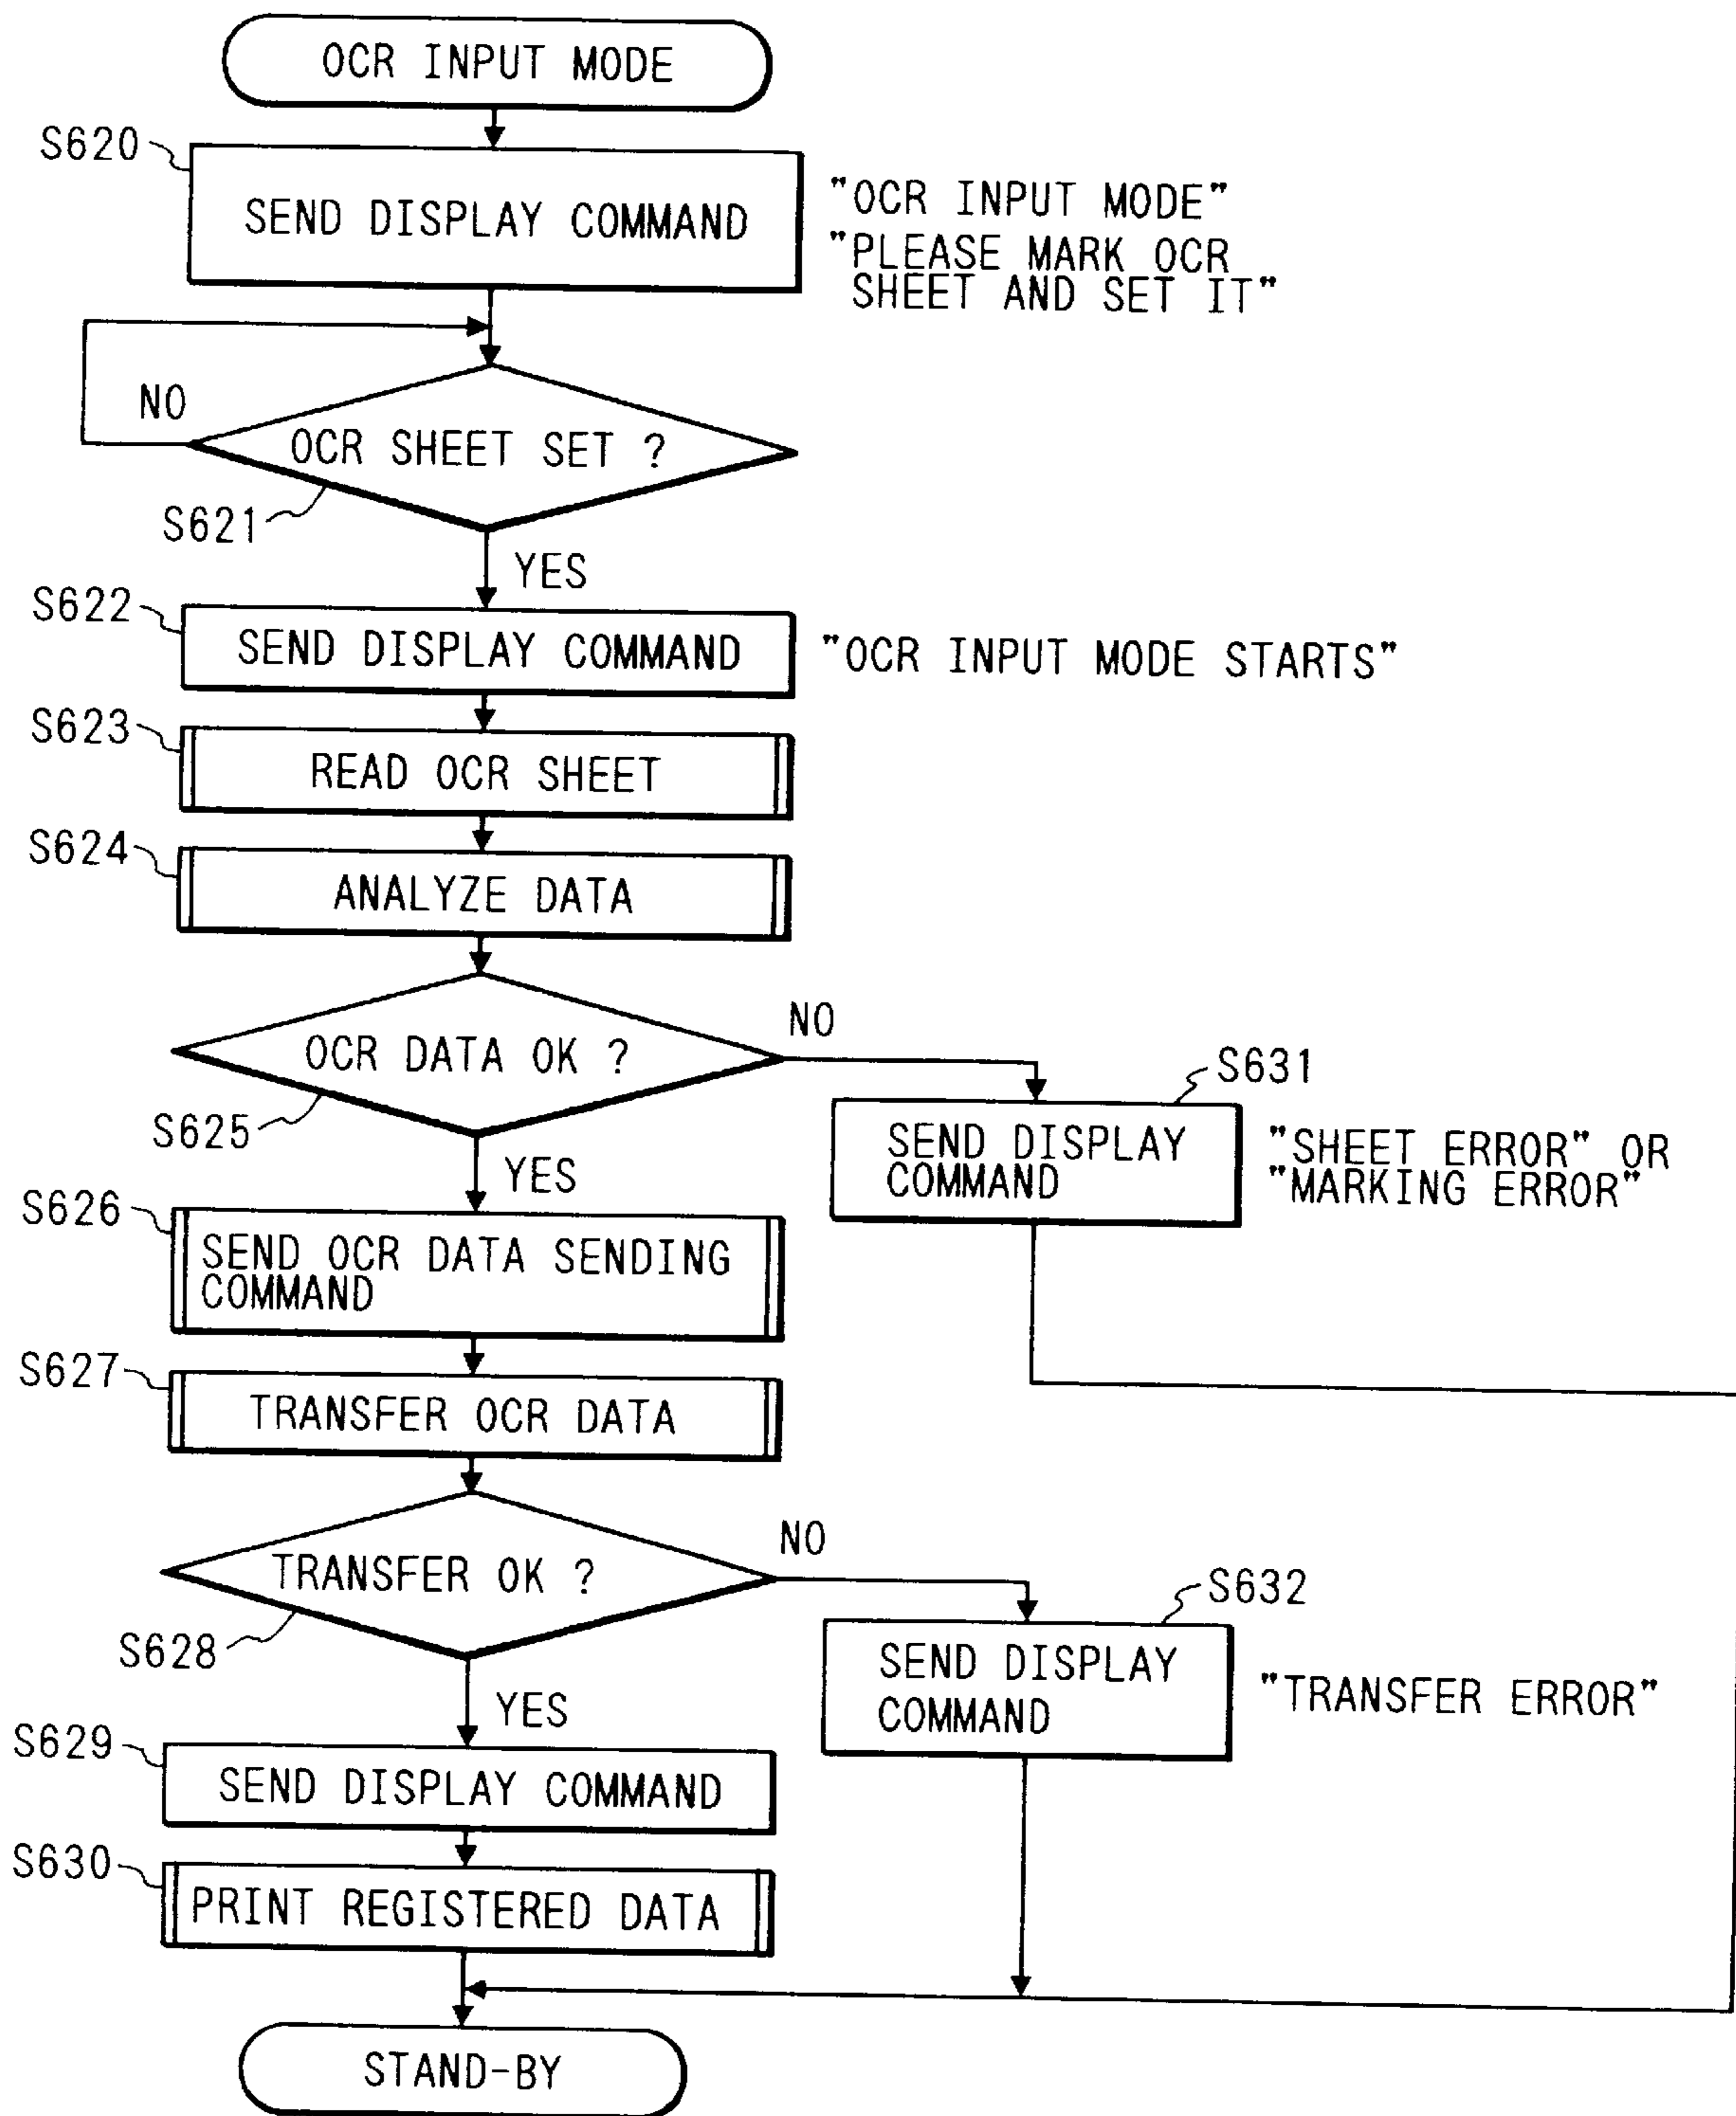 OCR INPUT MODE
S620
SEND DISPLAY COMMAND
"OCR INPUT MODE"
"PLEASE MARK OCR
SHEET AND SET IT"
NO
OCR SHEET SET ?
S621
YES
S622
SEND DISPLAY COMMAND
"OCR INPUT MODE STARTS"
S623
READ OCR SHEET
S624
ANALYZE DATA
OCR DATA OK ?
NO
S625
S631
SEND DISPLAY
COMMAND
"SHEET ERROR" OR
"MARKING ERROR"
YES
S626
SEND OCR DATA SENDING
COMMAND
S627
TRANSFER OCR DATA
TRANSFER OK ?
NO
S628
S632
SEND DISPLAY
COMMAND
"TRANSFER ERROR"
YES
S629
SEND DISPLAY COMMAND
S630
PRINT REGISTERED DATA
STAND-BY